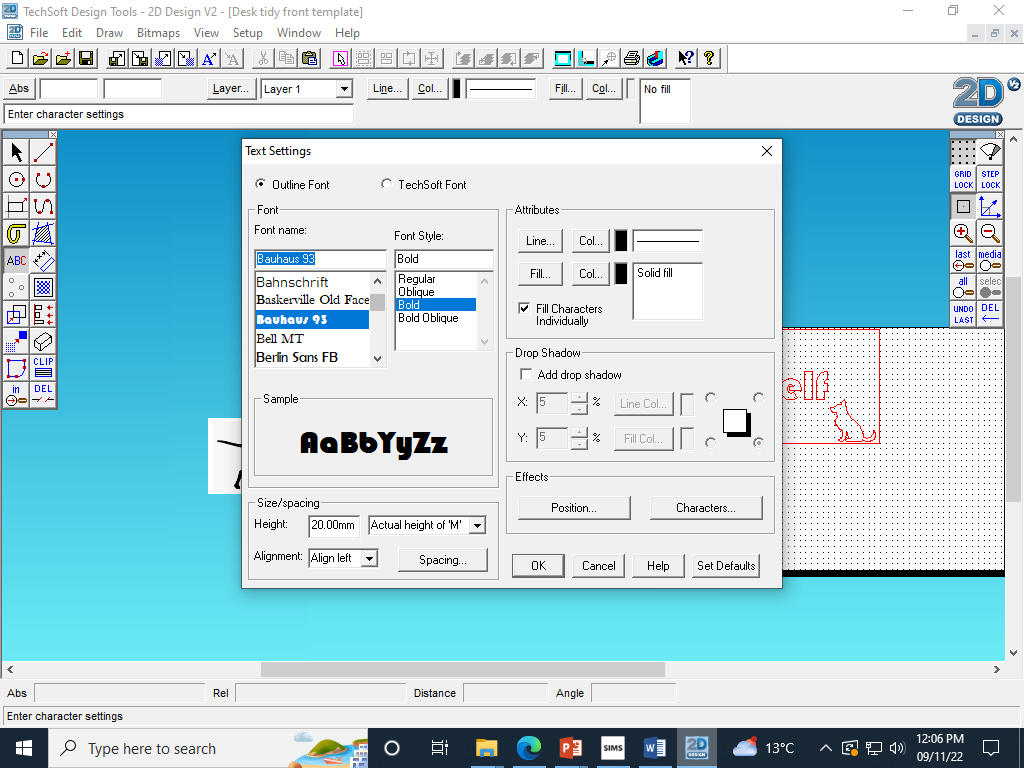 TechSoft Design Tools - 2D Design V2 - [Desk tidy front template]
File Edit Draw Bitmaps View Setup Window Help
Abs Layer... Layer 1 Line... Col... Fill... Col... No fill
Enter character settings
2D V2
DESIGN
Text Settings
Outline Font TechSoft Font
Font
Font name:
Bauhaus 93
Bahnschrift
Baskerville Old Face
Bauhaus 93
Bell MT
Berlin Sans FB
Font Style:
Bold
Regular
Oblique
Bold
Bold Oblique
Sample
AaBbYyZz
Size/spacing
Height: 20.00mm Actual height of 'M'
Alignment: Align left Spacing...
Attributes
Line... Col...
Fill... Col... Solid fill
Fill Characters
Individually
Drop Shadow
Add drop shadow
X: 5 % Line Col...
Y: 5 % Fill Col...
Effects
Position... Characters...
OK Cancel Help Set Defaults
ABC
CLIP
in DEL
GRID LOCK STEP LOCK
last media
all selec
UNDO LAST DEL
elf
Abs Rel Distance Angle
Enter character settings
Type here to search
SIMS
2D
DESIGN
13°C
12:06 PM
09/11/22